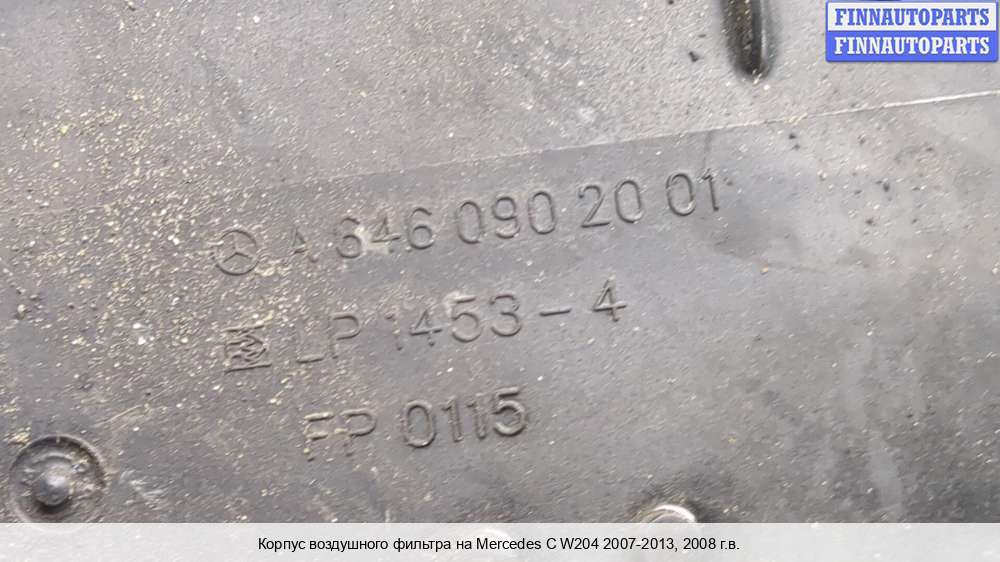 FINNAUTOPARTS
FINNAUTOPARTS
A 646 090 20 01
LP 1453-4
FP 0115
Корпус воздушного фильтра на Mercedes C W204 2007-2013, 2008 г.в.